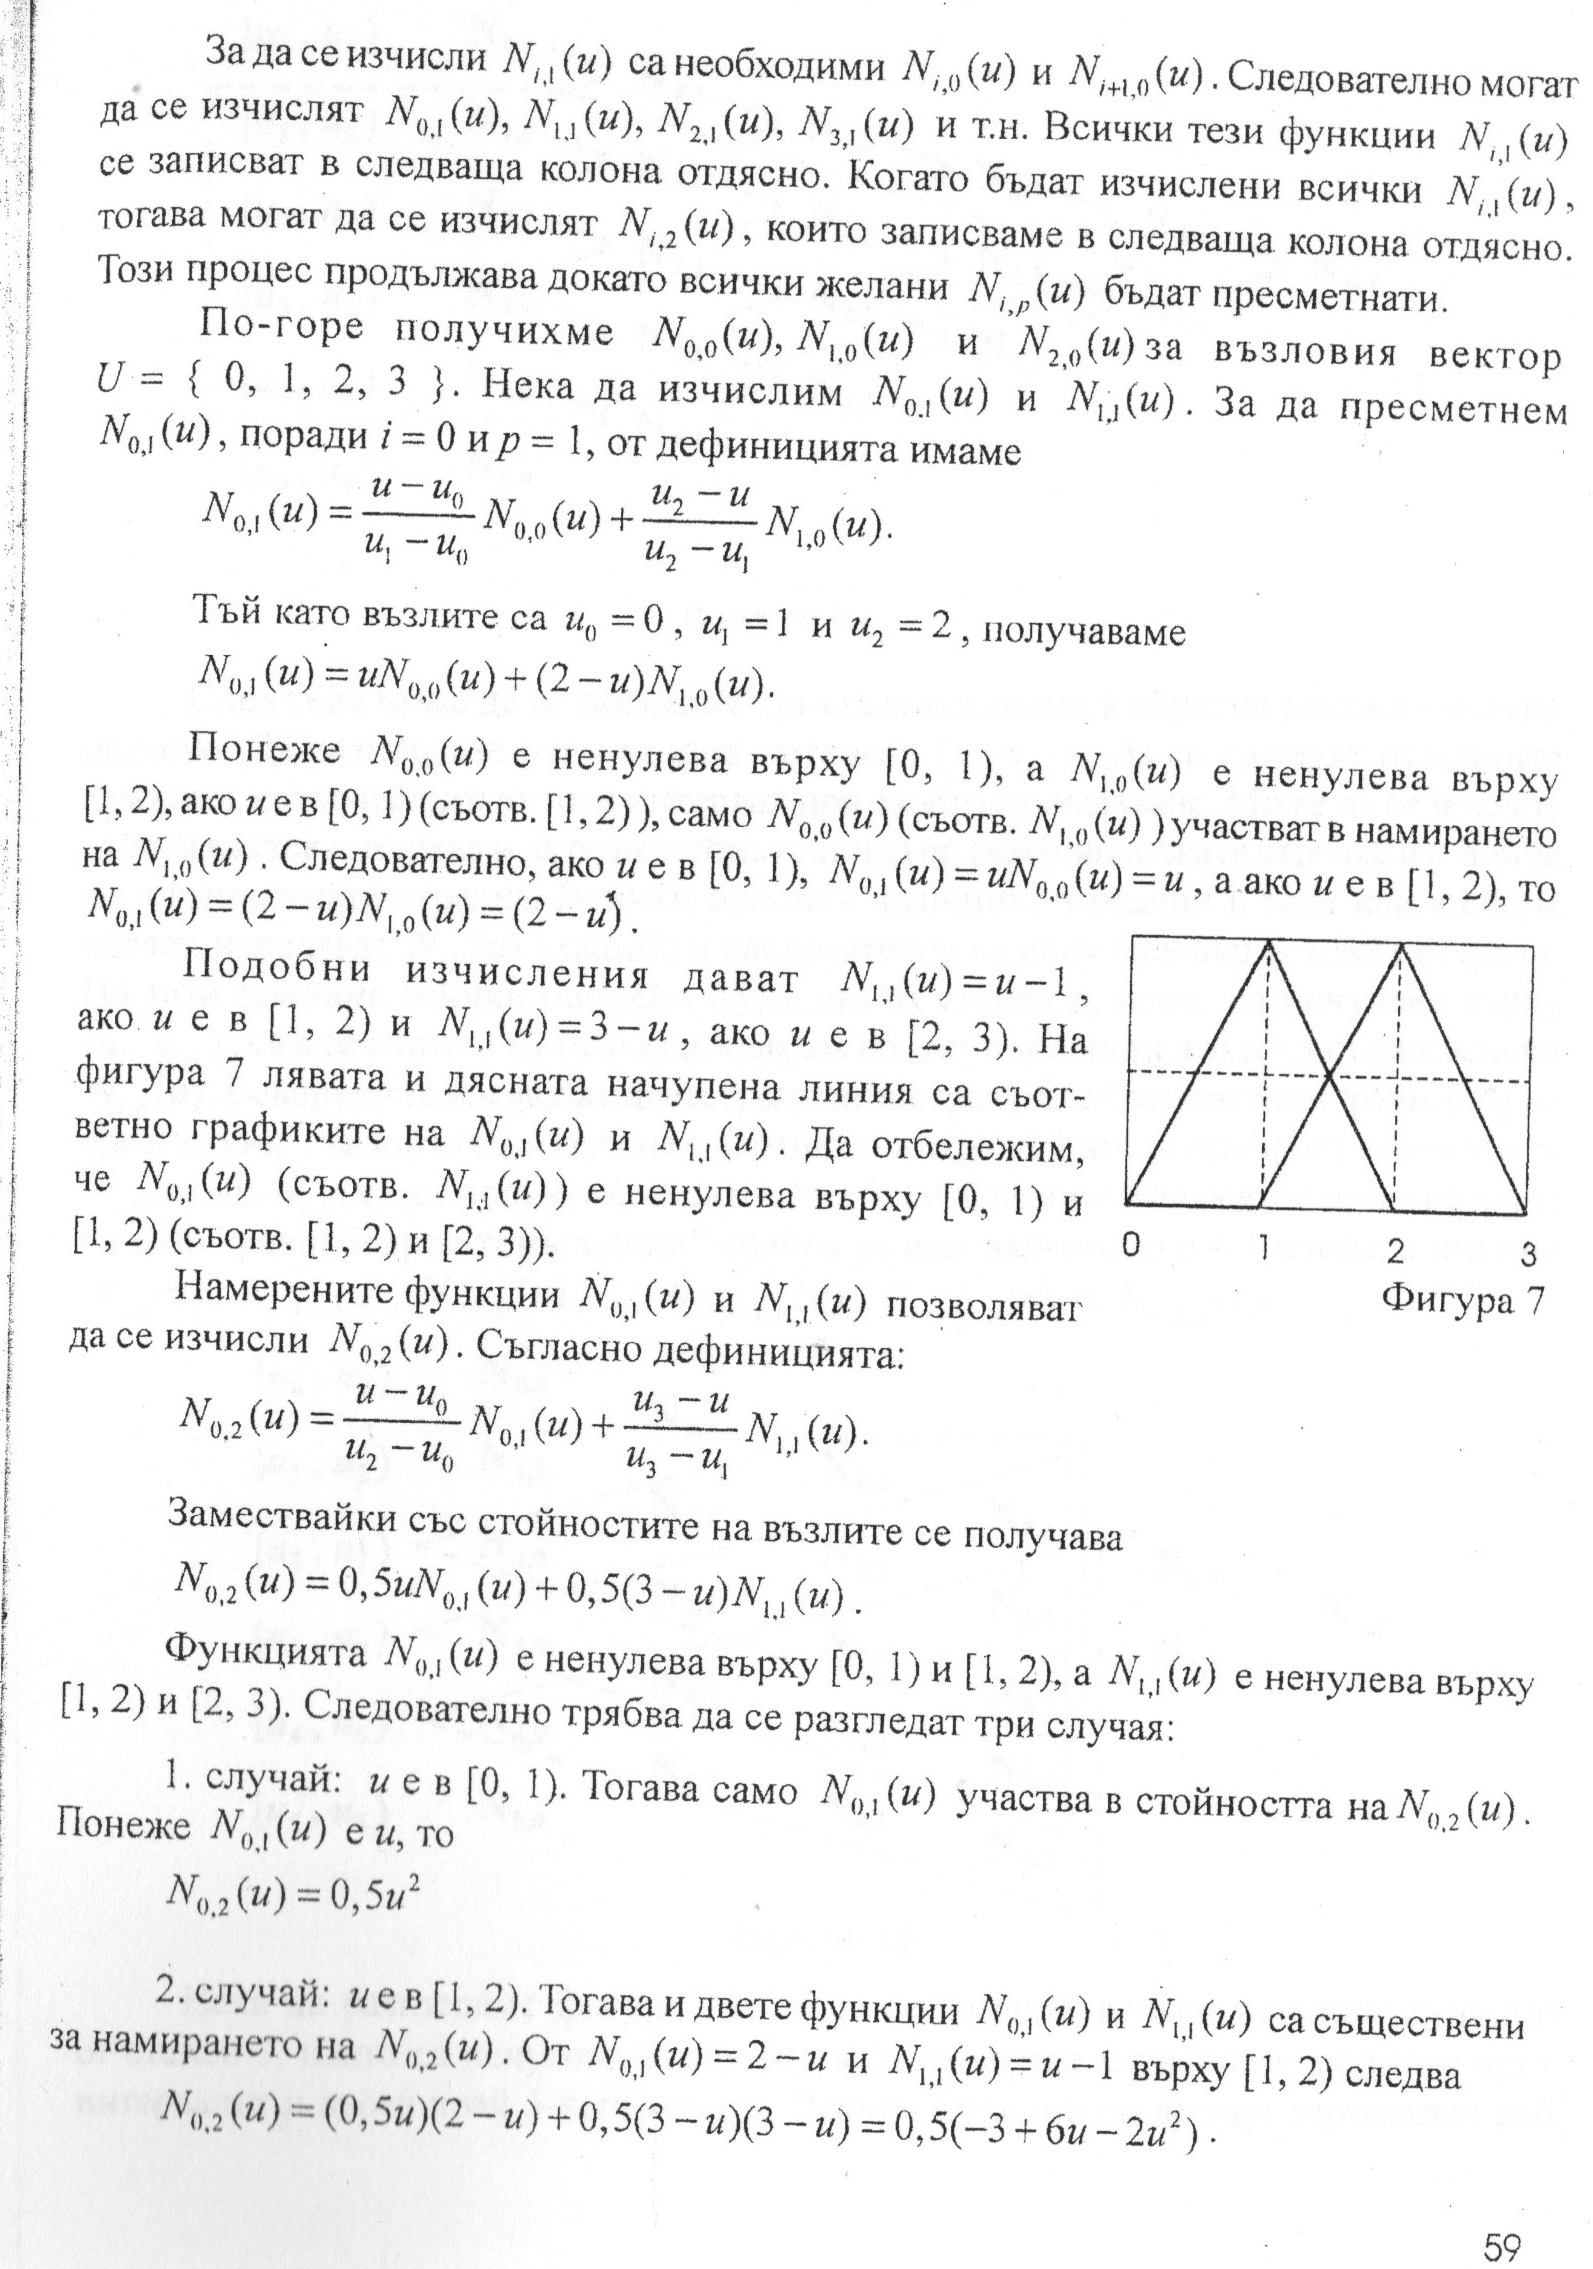 За да се изчисли N_{i,1}(u) са необходими N_{i,0}(u) и N_{i+1,0}(u). Следователно могат
да се изчислят N_{0,1}(u), N_{1,1}(u), N_{2,1}(u), N_{3,1}(u) и т.н. Всички тези функции N_{i,1}(u)
се записват в следваща колона отдясно. Когато бъдат изчислени всички N_{i,1}(u),
тогава могат да се изчислят N_{i,2}(u), които записваме в следваща колона отдясно.
Този процес продължава докато всички желани N_{i,p}(u) бъдат пресметнати.
По-горе получихме N_{0,0}(u), N_{1,0}(u) и N_{2,0}(u) за възловия вектор
U = { 0, 1, 2, 3 }. Нека да изчислим N_{0,1}(u) и N_{1,1}(u). За да пресметнем
N_{0,1}(u), поради i = 0 и p = 1, от дефиницията имаме
N_{0,1}(u) = \frac{u - u_0}{u_1 - u_0} N_{0,0}(u) + \frac{u_2 - u}{u_2 - u_1} N_{1,0}(u).
Тъй като възлите са u_0 = 0, u_1 = 1 и u_2 = 2, получаваме
N_{0,1}(u) = uN_{0,0}(u) + (2 - u)N_{1,0}(u).
Понеже N_{0,0}(u) е ненулева върху [0, 1), а N_{1,0}(u) е ненулева върху
[1, 2), ако u е в [0, 1) (съотв. [1, 2) ), само N_{0,0}(u) (съотв. N_{1,0}(u) ) участват в намирането
на N_{1,0}(u). Следователно, ако u е в [0, 1), N_{0,1}(u) = uN_{0,0}(u) = u, а ако u е в [1, 2), то
N_{0,1}(u) = (2 - u)N_{1,0}(u) = (2 - u).
Подобни изчисления дават N_{1,1}(u) = u - 1,
ако u е в [1, 2) и N_{1,1}(u) = 3 - u, ако u е в [2, 3). На
фигура 7 лявата и дясната начупена линия са съот-
ветно графиките на N_{0,1}(u) и N_{1,1}(u). Да отбележим,
че N_{0,1}(u) (съотв. N_{1,1}(u)) е ненулева върху [0, 1) и
[1, 2) (съотв. [1, 2) и [2, 3)).
0 1 2 3
Фигура 7
Намерените функции N_{0,1}(u) и N_{1,1}(u) позволяват
да се изчисли N_{0,2}(u). Съгласно дефиницията:
N_{0,2}(u) = \frac{u - u_0}{u_2 - u_0} N_{0,1}(u) + \frac{u_3 - u}{u_3 - u_1} N_{1,1}(u).
Замествайки със стойностите на възлите се получава
N_{0,2}(u) = 0,5uN_{0,1}(u) + 0,5(3 - u)N_{1,1}(u).
Функцията N_{0,1}(u) е ненулева върху [0, 1) и [1, 2), а N_{1,1}(u) е ненулева върху
[1, 2) и [2, 3). Следователно трябва да се разгледат три случая:
1. случай: u е в [0, 1). Тогава само N_{0,1}(u) участва в стойността на N_{0,2}(u).
Понеже N_{0,1}(u) е u, то
N_{0,2}(u) = 0,5u^2
2. случай: u е в [1, 2). Тогава и двете функции N_{0,1}(u) и N_{1,1}(u) са съществени
за намирането на N_{0,2}(u). От N_{0,1}(u) = 2 - u и N_{1,1}(u) = u - 1 върху [1, 2) следва
N_{0,2}(u) = (0,5u)(2 - u) + 0,5(3 - u)(3 - u) = 0,5(-3 + 6u - 2u^2).
59